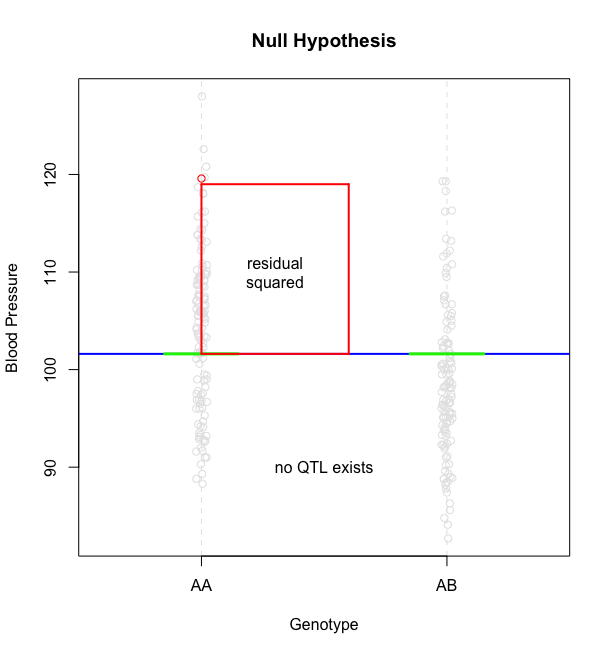 Null Hypothesis
Blood Pressure
120
110
100
90
residual
squared
no QTL exists
AA
AB
Genotype